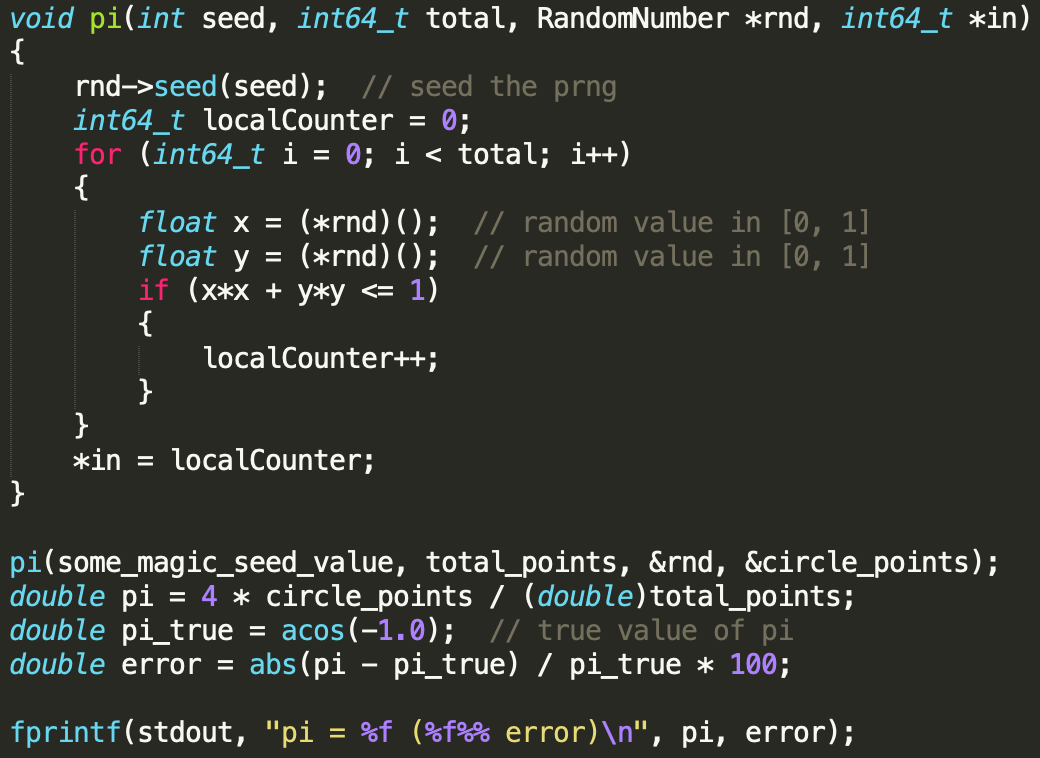 void pi(int seed, int64_t total, RandomNumber *rnd, int64_t *in)
{
    rnd->seed(seed);  // seed the prng
    int64_t localCounter = 0;
    for (int64_t i = 0; i < total; i++)
    {
        float x = (*rnd)();  // random value in [0, 1]
        float y = (*rnd)();  // random value in [0, 1]
        if (x*x + y*y <= 1)
        {
            localCounter++;
        }
    }
    *in = localCounter;
}

pi(some_magic_seed_value, total_points, &rnd, &circle_points);
double pi = 4 * circle_points / (double)total_points;
double pi_true = acos(-1.0);  // true value of pi
double error = abs(pi - pi_true) / pi_true * 100;

fprintf(stdout, "pi = %f (%f%% error)\n", pi, error);